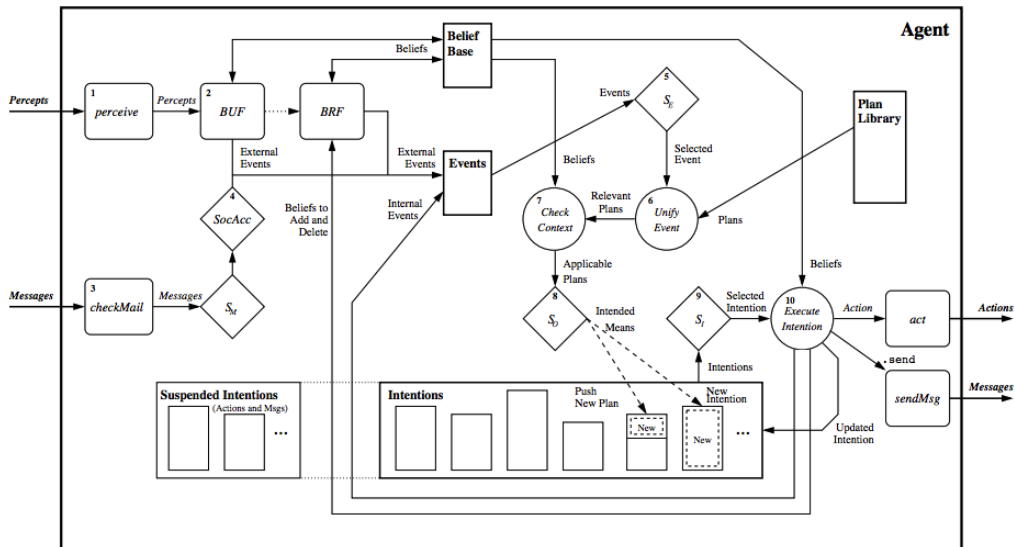 Agent
Belief
Base
Beliefs
Percepts
1
perceive
Percepts
2
BUF
BRF
5
S_E
Events
Plan
Library
External
Events
External
Events
Events
Selected
Event
Beliefs
4
SocAcc
Beliefs to
Add and
Delete
Internal
Events
7
Check
Context
Relevant
Plans
6
Unify
Event
Plans
Applicable
Plans
Beliefs
Messages
3
checkMail
Messages
S_M
8
S_O
Intended
Means
9
S_I
Selected
Intention
10
Execute
Intention
Action
act
Actions
Intentions
.send
sendMsg
Messages
Suspended Intentions
(Actions and Msgs)
...
Intentions
Push
New Plan
New
Intention
New
New
...
Updated
Intention